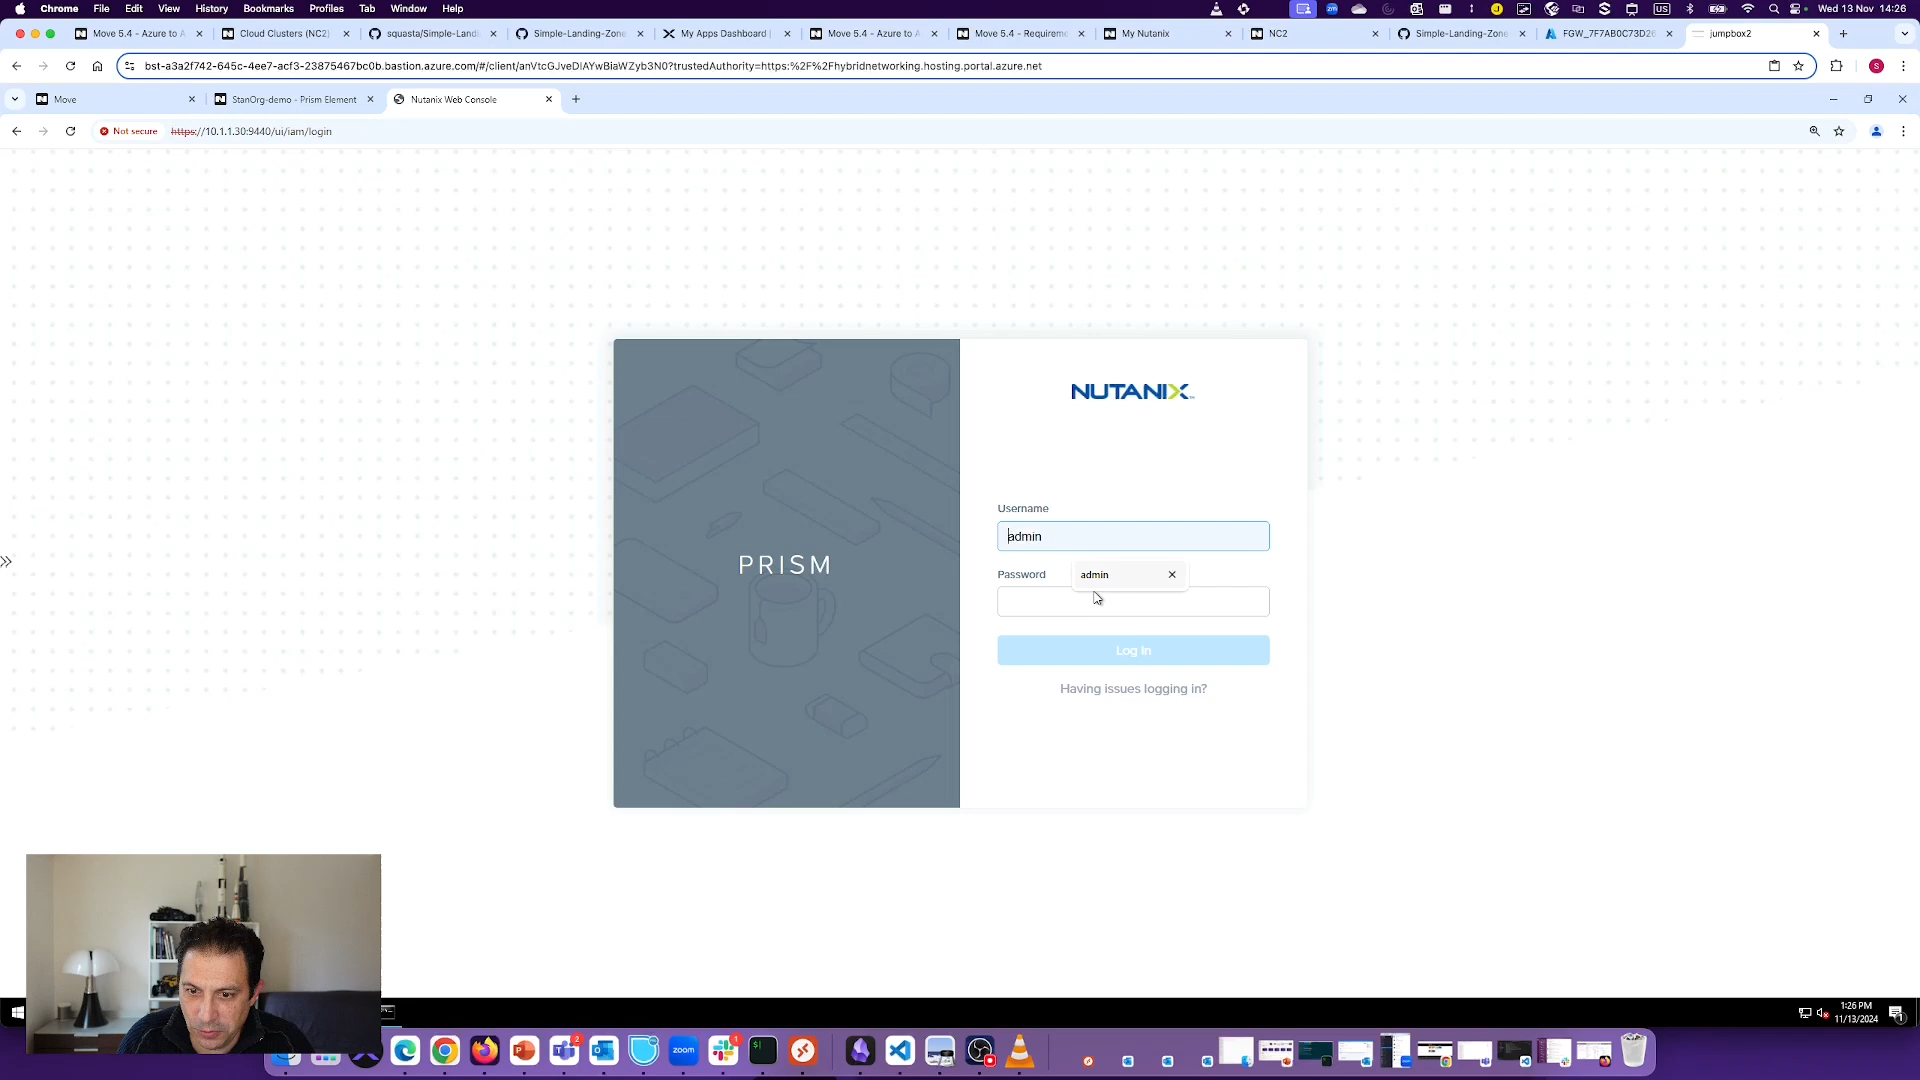 Chrome File Edit View History Bookmarks Profiles Tab Window Help US Wed 13 Nov 14:26
Move 5.4 - Azure to A Cloud Clusters (NC2) squasta/Simple-Landi Simple-Landing-Zone My Apps Dashboard Move 5.4 - Azure to A Move 5.4 - Requireme My Nutanix NC2 Simple-Landing-Zone FGW_7F7AB0C73D26 jumpbox2
bst-a3a2f742-645c-4ee7-acf3-23875467bc0b.bastion.azure.com/#/client/anVtcGJveDIAYwBiaWZyb3N0?trustedAuthority=https:%2F%2Fhybridnetworking.hosting.portal.azure.net
Move StanOrg-demo - Prism Element Nutanix Web Console
Not secure https://10.1.1.30:9440/ui/iam/login
NUTANIX
PRISM
Username
admin
Password
admin
Log In
Having issues logging in?
1:26 PM
11/13/2024
zoom